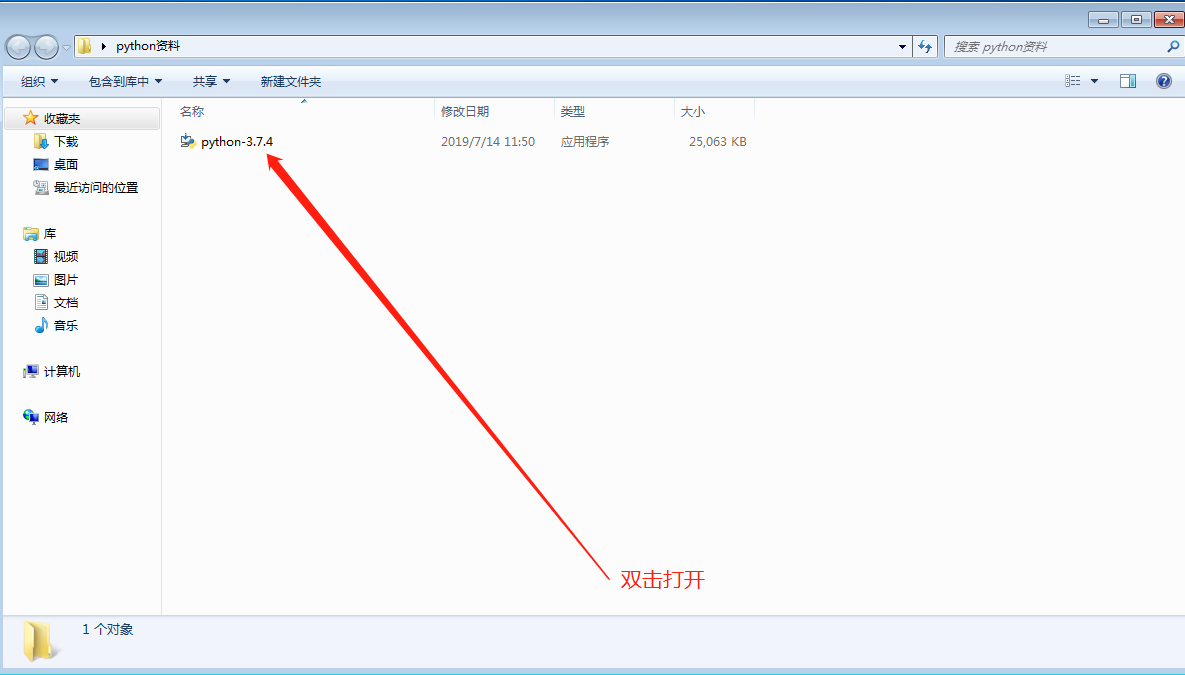 python资料
搜索 python资料
组织 包含到库中 共享 新建文件夹
名称 修改日期 类型 大小
python-3.7.4 2019/7/14 11:50 应用程序 25,063 KB
收藏夹
下载
桌面
最近访问的位置
库
视频
图片
文档
音乐
计算机
网络
双击打开
1 个对象